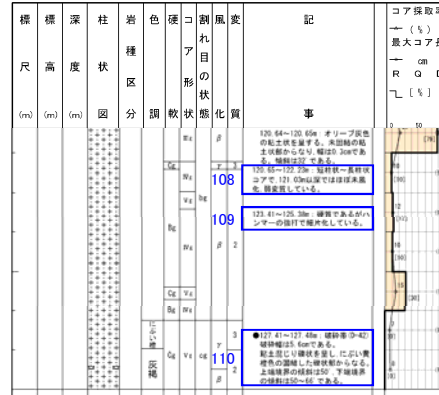 標 標 深 柱 岩 色 硬 コ 割 風 変 記 コア採取率
尺 高 度 状 種 調 軟 ア れ 化 質 事 (%)
(m) (m) (m) 図 区 分 形 状 目 の 状 態 最大コア長
cm
R Q D
[%]
0 50
120.64～120.65m：オリーブ灰色
の粘土状を呈する。未固結の粘
土状部からなり、幅は0.3cmであ
る。傾斜は32°である。
108
120.65～122.23m：短柱状～長柱状
コアで、121.03m以深ではほぼ未風
化、弱変質している。
109
123.41～125.38m：硬質であるがハ
ンマーの強打で細片化している。
●127.41～127.48m：破砕帯(D-42)
破砕幅は5.6cmである。
粘土混じり礫状を呈し、にぶい黄
橙色の固結した礫状部からなる。
上端境界の傾斜は50°、下端境界
の傾斜は50～66°である。
110
Cg
bg
Bg
β 2
Cg
Bg
にぶい橙
灰褐
Cg Vg cg
γ 3
β 2